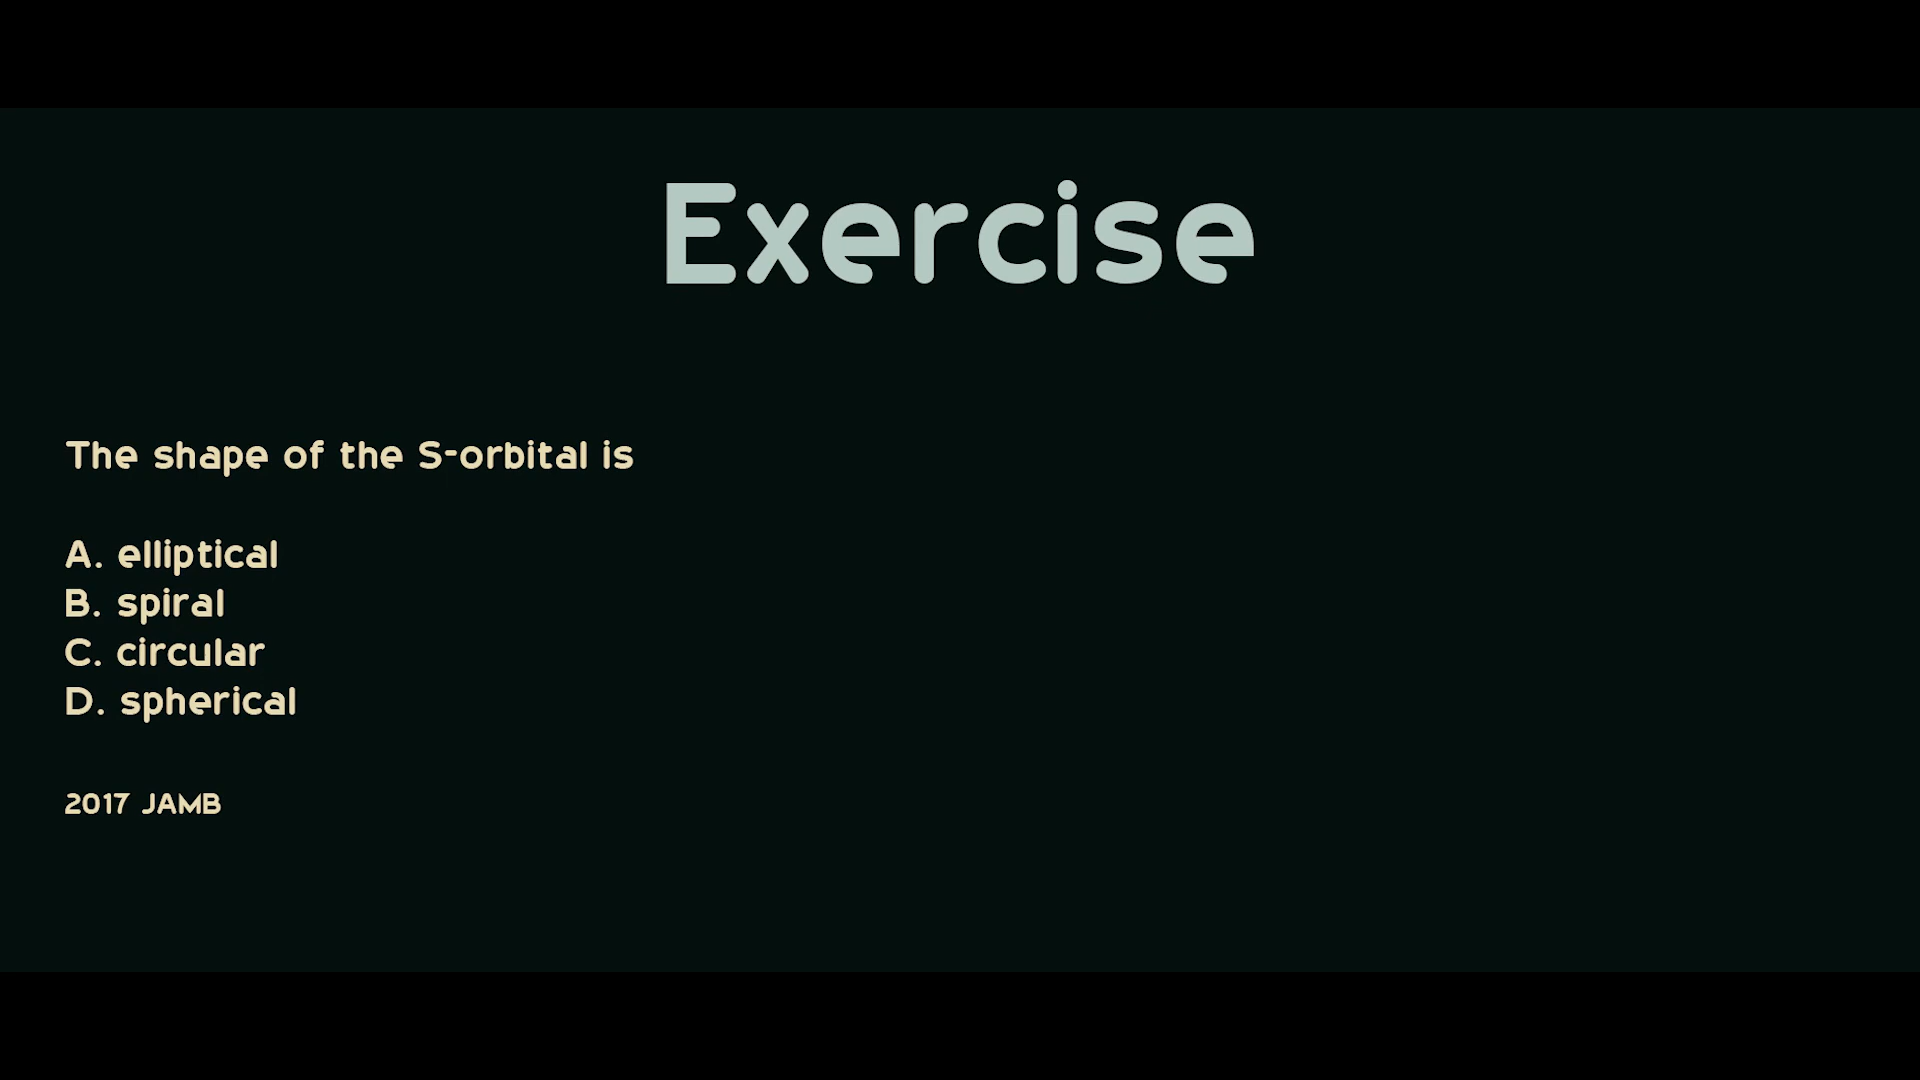 Exercise
The shape of the S-orbital is
A. elliptical
B. spiral
C. circular
D. spherical
2017 JAMB